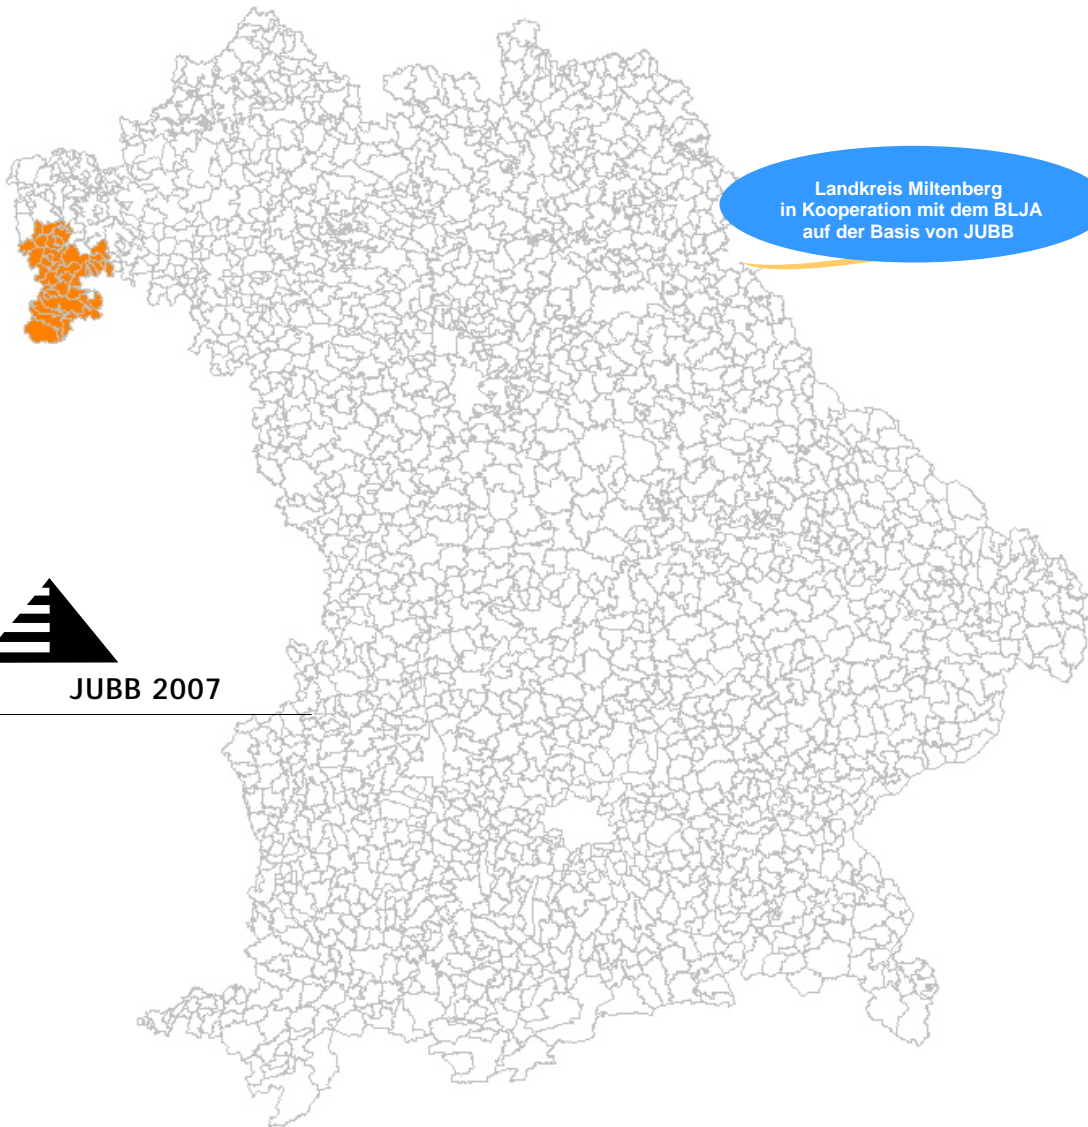 Landkreis Miltenberg
in Kooperation mit dem BLJA
auf der Basis von JUBB
JUBB 2007